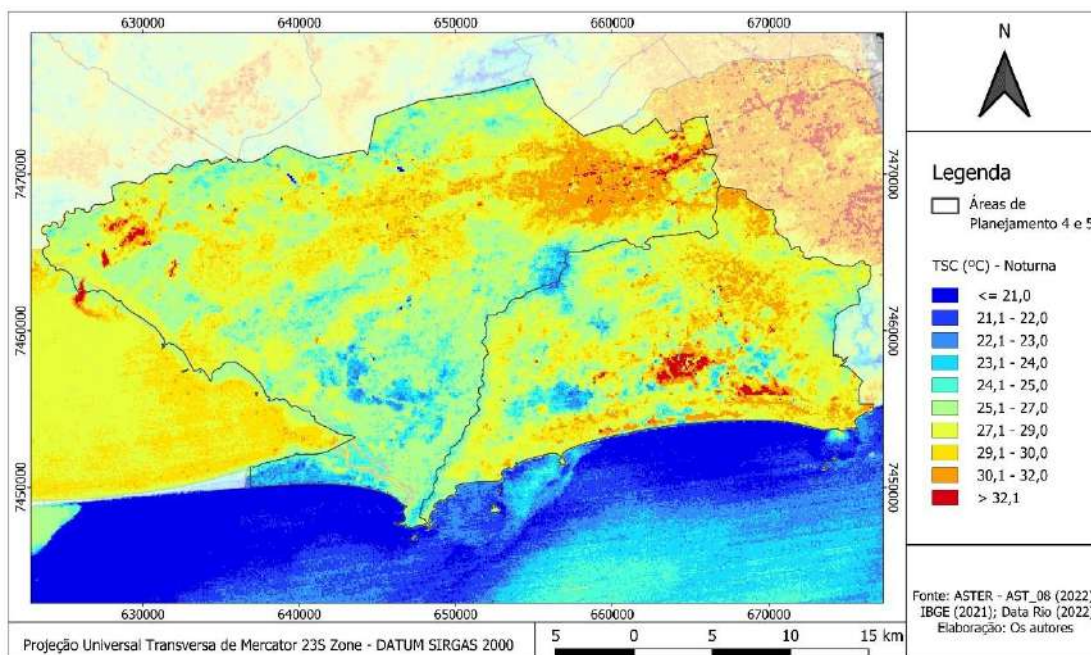 630000 640000 650000 660000 670000
7470000 7470000
7460000 7460000
7450000 7450000
630000 640000 650000 660000 670000
N
Legenda
Áreas de
Planejamento 4 e 5
TSC (ºC) - Noturna
<= 21,0
21,1 - 22,0
22,1 - 23,0
23,1 - 24,0
24,1 - 25,0
25,1 - 27,0
27,1 - 29,0
29,1 - 30,0
30,1 - 32,0
> 32,1
Fonte: ASTER - AST_08 (2022)
IBGE (2021); Data Rio (2022)
Elaboração: Os autores
Projeção Universal Transversa de Mercator 23S Zone - DATUM SIRGAS 2000
5 0 5 10 15 km